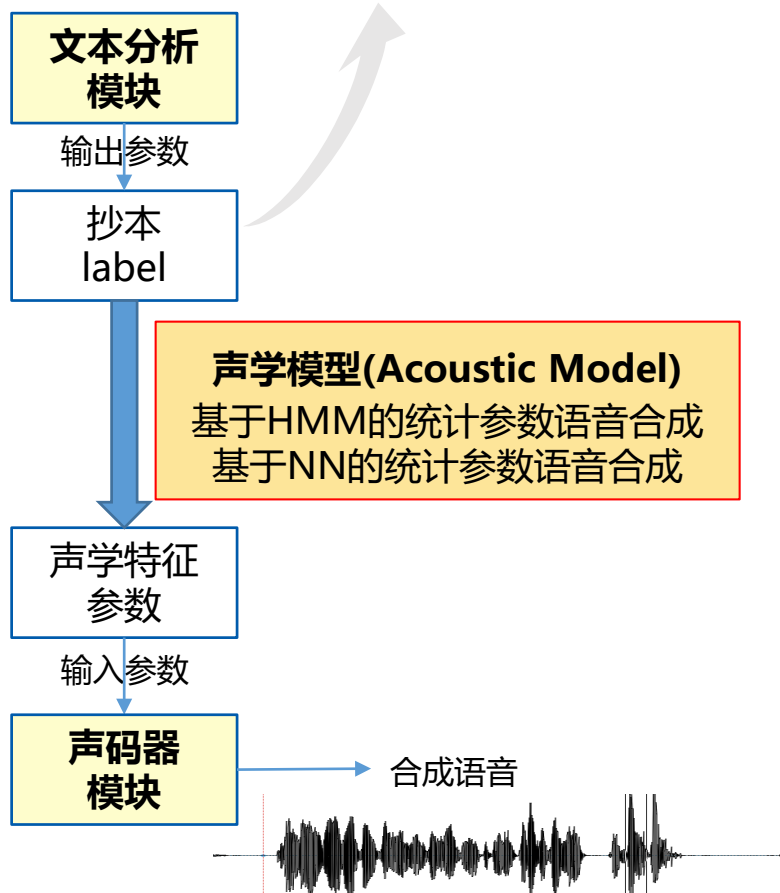 文本分析
模块
输出参数
抄本
label
声学模型(Acoustic Model)
基于HMM的统计参数语音合成
基于NN的统计参数语音合成
声学特征
参数
输入参数
声码器
模块
合成语音